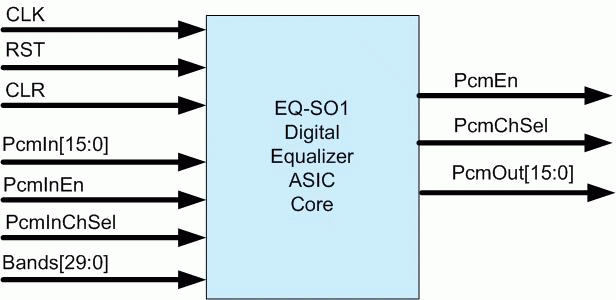 CLK
RST
CLR
PcmIn[15:0]
PcmInEn
PcmInChSel
Bands[29:0]
EQ-SO1
Digital
Equalizer
ASIC
Core
PcmEn
PcmChSel
PcmOut[15:0]